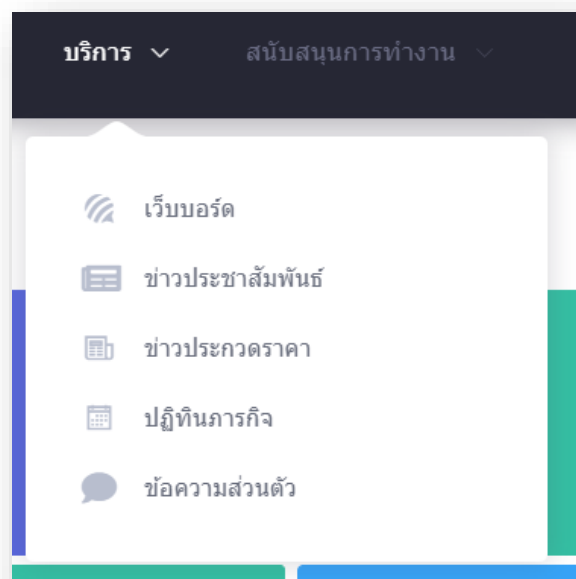 บริการ สนับสนุนการทำงาน
เว็บบอร์ด
ข่าวประชาสัมพันธ์
ข่าวประกวดราคา
ปฏิทินภารกิจ
ข้อความส่วนตัว